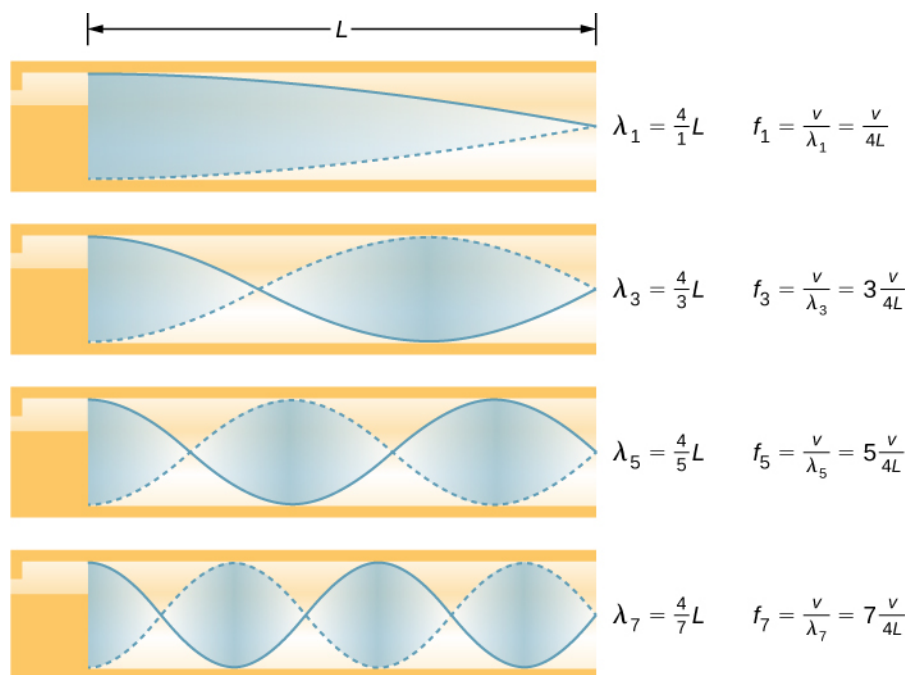 L
λ₁ = 4/1 L    f₁ = v/λ₁ = v/4L
λ₃ = 4/3 L    f₃ = v/λ₃ = 3 v/4L
λ₅ = 4/5 L    f₅ = v/λ₅ = 5 v/4L
λ₇ = 4/7 L    f₇ = v/λ₇ = 7 v/4L